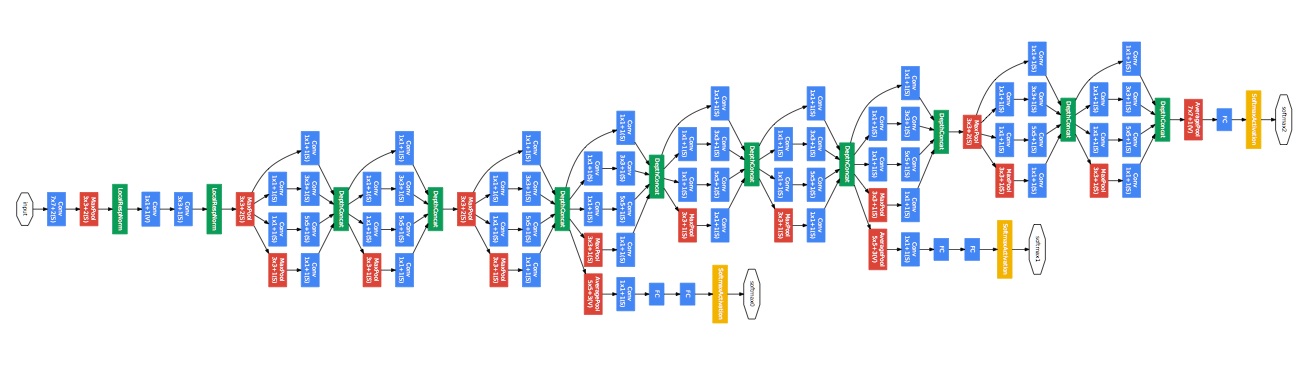 input
Conv
7x7+2(S)
MaxPool
3x3+2(S)
LocalRespNorm
Conv
1x1+1(V)
Conv
3x3+1(S)
LocalRespNorm
MaxPool
3x3+2(S)
Conv
1x1+1(S)
Conv
1x1+1(S)
MaxPool
3x3+1(S)
Conv
1x1+1(S)
Conv
3x3+1(S)
Conv
5x5+1(S)
Conv
1x1+1(S)
DepthConcat
Conv
1x1+1(S)
Conv
1x1+1(S)
MaxPool
3x3+1(S)
Conv
1x1+1(S)
Conv
3x3+1(S)
Conv
5x5+1(S)
Conv
1x1+1(S)
DepthConcat
MaxPool
3x3+2(S)
Conv
1x1+1(S)
Conv
1x1+1(S)
MaxPool
3x3+1(S)
Conv
1x1+1(S)
Conv
3x3+1(S)
Conv
5x5+1(S)
Conv
1x1+1(S)
DepthConcat
Conv
1x1+1(S)
Conv
1x1+1(S)
MaxPool
3x3+1(S)
AveragePool
5x5+3(V)
Conv
1x1+1(S)
Conv
3x3+1(S)
Conv
5x5+1(S)
Conv
1x1+1(S)
Conv
1x1+1(S)
DepthConcat
FC
FC
SoftmaxActivation
softmax0
Conv
1x1+1(S)
Conv
1x1+1(S)
MaxPool
3x3+1(S)
Conv
1x1+1(S)
Conv
3x3+1(S)
Conv
5x5+1(S)
Conv
1x1+1(S)
DepthConcat
Conv
1x1+1(S)
Conv
1x1+1(S)
MaxPool
3x3+1(S)
Conv
1x1+1(S)
Conv
3x3+1(S)
Conv
5x5+1(S)
Conv
1x1+1(S)
DepthConcat
Conv
1x1+1(S)
Conv
1x1+1(S)
MaxPool
3x3+1(S)
AveragePool
5x5+3(V)
Conv
1x1+1(S)
Conv
3x3+1(S)
Conv
5x5+1(S)
Conv
1x1+1(S)
Conv
1x1+1(S)
DepthConcat
FC
FC
SoftmaxActivation
softmax1
MaxPool
3x3+2(S)
Conv
1x1+1(S)
Conv
1x1+1(S)
MaxPool
3x3+1(S)
Conv
1x1+1(S)
Conv
3x3+1(S)
Conv
5x5+1(S)
Conv
1x1+1(S)
DepthConcat
Conv
1x1+1(S)
Conv
1x1+1(S)
MaxPool
3x3+1(S)
Conv
1x1+1(S)
Conv
3x3+1(S)
Conv
5x5+1(S)
Conv
1x1+1(S)
DepthConcat
AveragePool
7x7+1(V)
FC
SoftmaxActivation
softmax2